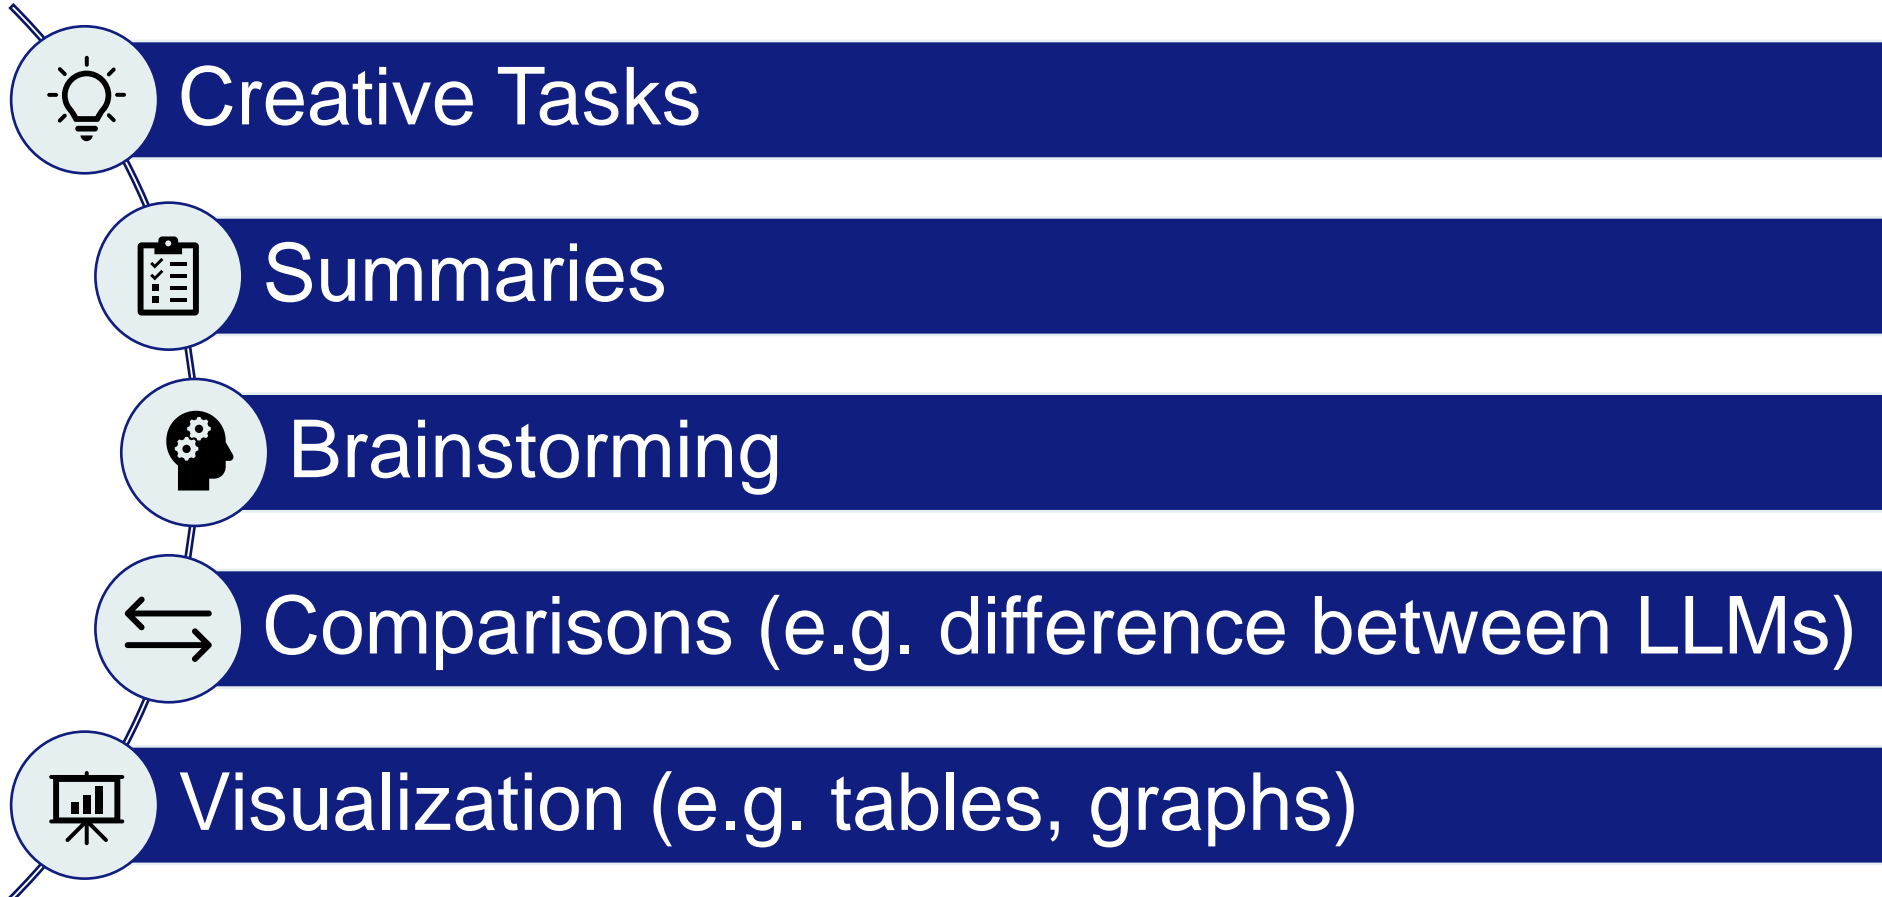 Creative Tasks
Summaries
Brainstorming
Comparisons (e.g. difference between LLMs)
Visualization (e.g. tables, graphs)